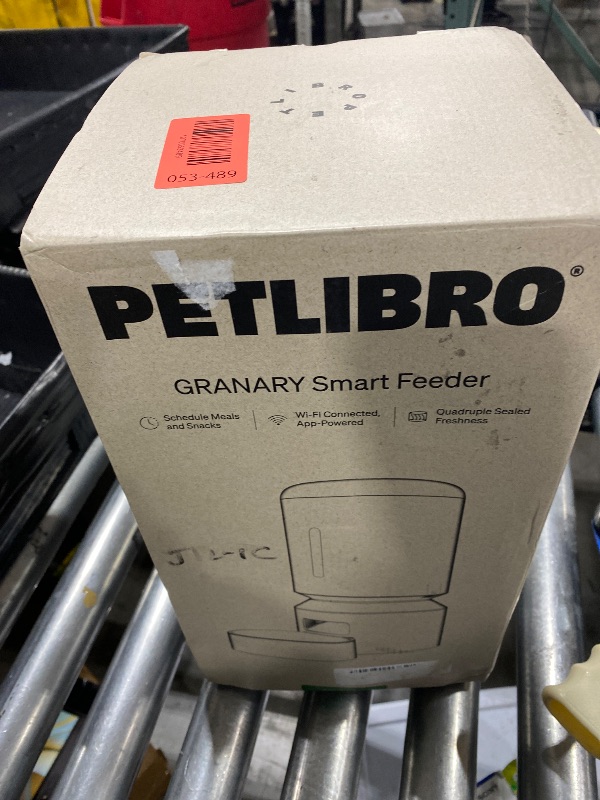 053-489
PETLIBRO®
GRANARY Smart Feeder
Schedule Meals
and Snacks
Wi-Fi Connected,
App-Powered
Quadruple Sealed
Freshness